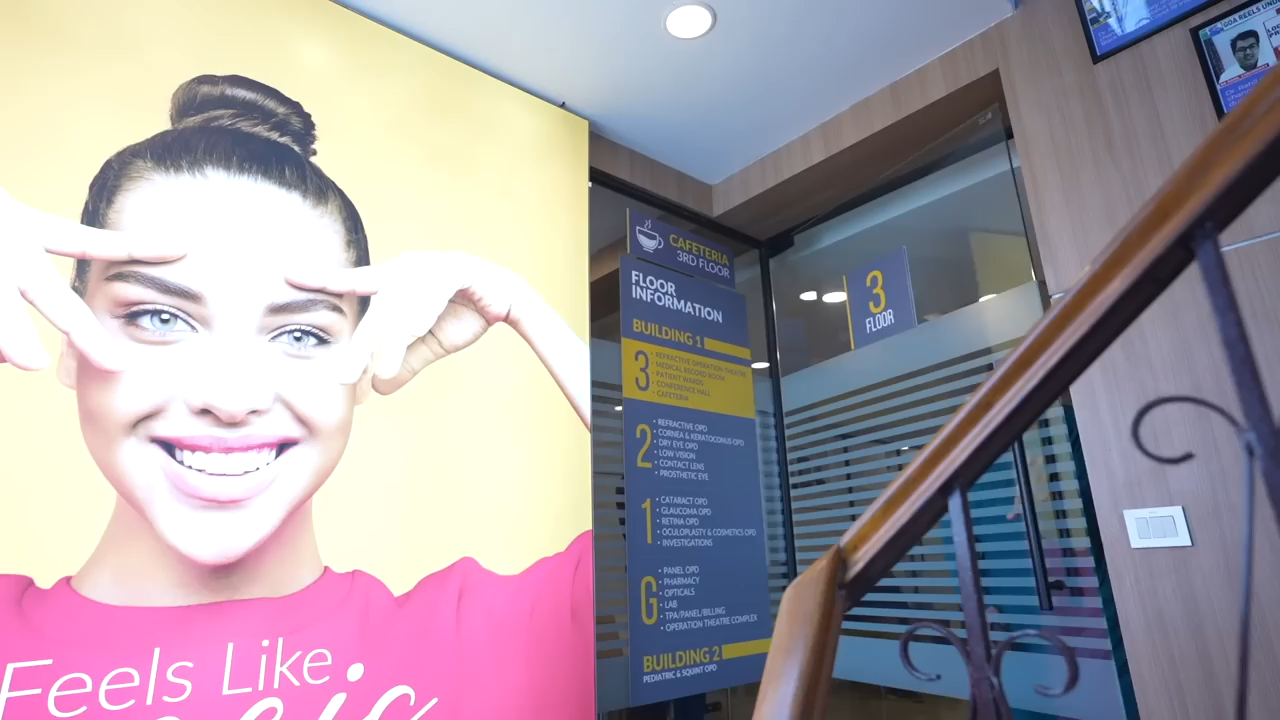 Feels Like
CAFETERIA
3RD FLOOR
FLOOR
INFORMATION
BUILDING 1
3
• REFRACTIVE OPERATION THEATRE
• MEDICAL RECORD ROOM
• PATIENT WARDS
• CONFERENCE HALL
• CAFETERIA
2
• REFRACTIVE OPD
• CORNEA & KERATOCONUS OPD
• DRY EYE OPD
• LOW VISION
• CONTACT LENS
• PROSTHETIC EYE
1
• CATARACT OPD
• GLAUCOMA OPD
• RETINA OPD
• OCULOPLASTY & COSMETICS OPD
• INVESTIGATIONS
G
• PANEL OPD
• PHARMACY
• OPTICALS
• LAB
• TPA/PANEL/BILLING
• OPERATION THEATRE COMPLEX
BUILDING 2
PEDIATRIC & SQUINT OPD
3
FLOOR
GOA REELS UND